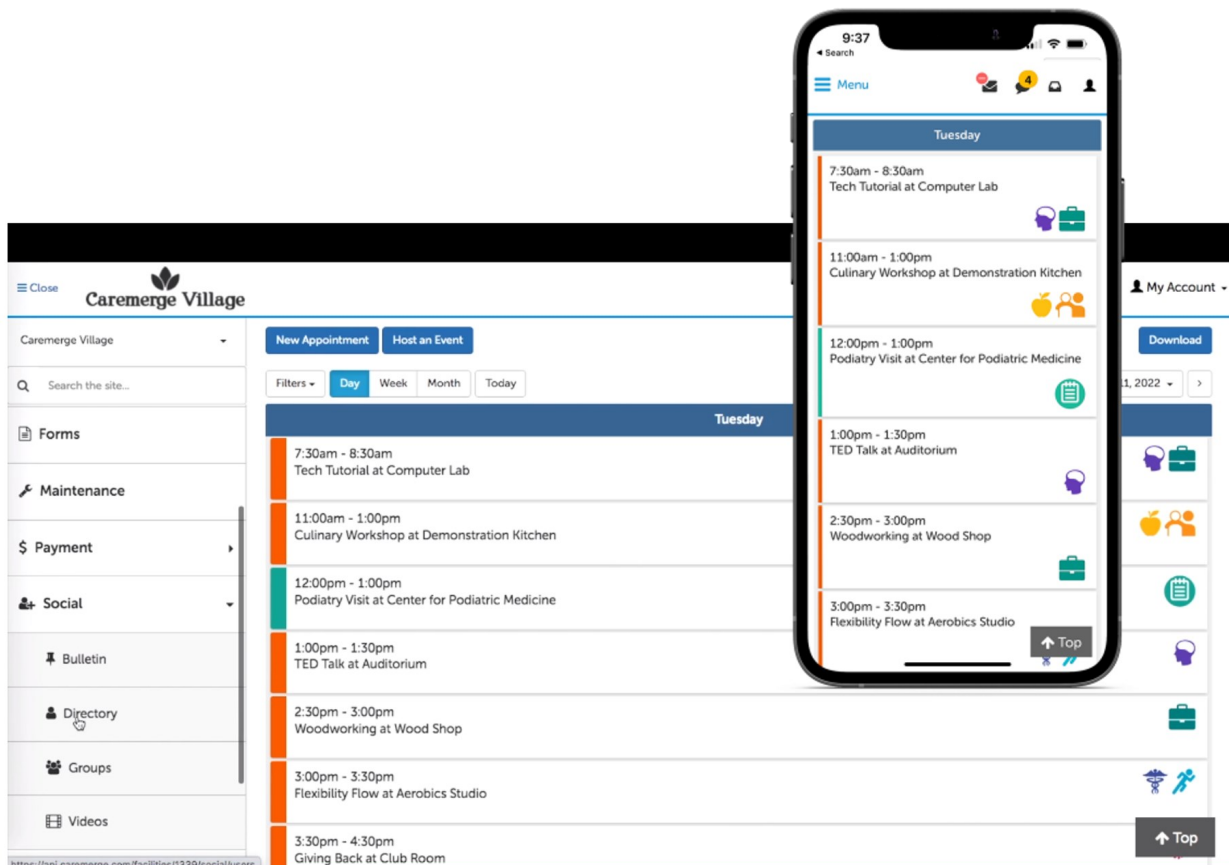 9:37
Search
Menu
4
Tuesday
7:30am - 8:30am
Tech Tutorial at Computer Lab
11:00am - 1:00pm
Culinary Workshop at Demonstration Kitchen
12:00pm - 1:00pm
Podiatry Visit at Center for Podiatric Medicine
1:00pm - 1:30pm
TED Talk at Auditorium
2:30pm - 3:00pm
Woodworking at Wood Shop
3:00pm - 3:30pm
Flexibility Flow at Aerobics Studio
Top
Close
Caremerge Village
My Account
Caremerge Village
Search the site...
Forms
Maintenance
$ Payment
Social
Bulletin
Directory
Groups
Videos
New Appointment
Host an Event
Download
Filters
Day
Week
Month
Today
11, 2022
Tuesday
7:30am - 8:30am
Tech Tutorial at Computer Lab
11:00am - 1:00pm
Culinary Workshop at Demonstration Kitchen
12:00pm - 1:00pm
Podiatry Visit at Center for Podiatric Medicine
1:00pm - 1:30pm
TED Talk at Auditorium
2:30pm - 3:00pm
Woodworking at Wood Shop
3:00pm - 3:30pm
Flexibility Flow at Aerobics Studio
3:30pm - 4:30pm
Giving Back at Club Room
Top